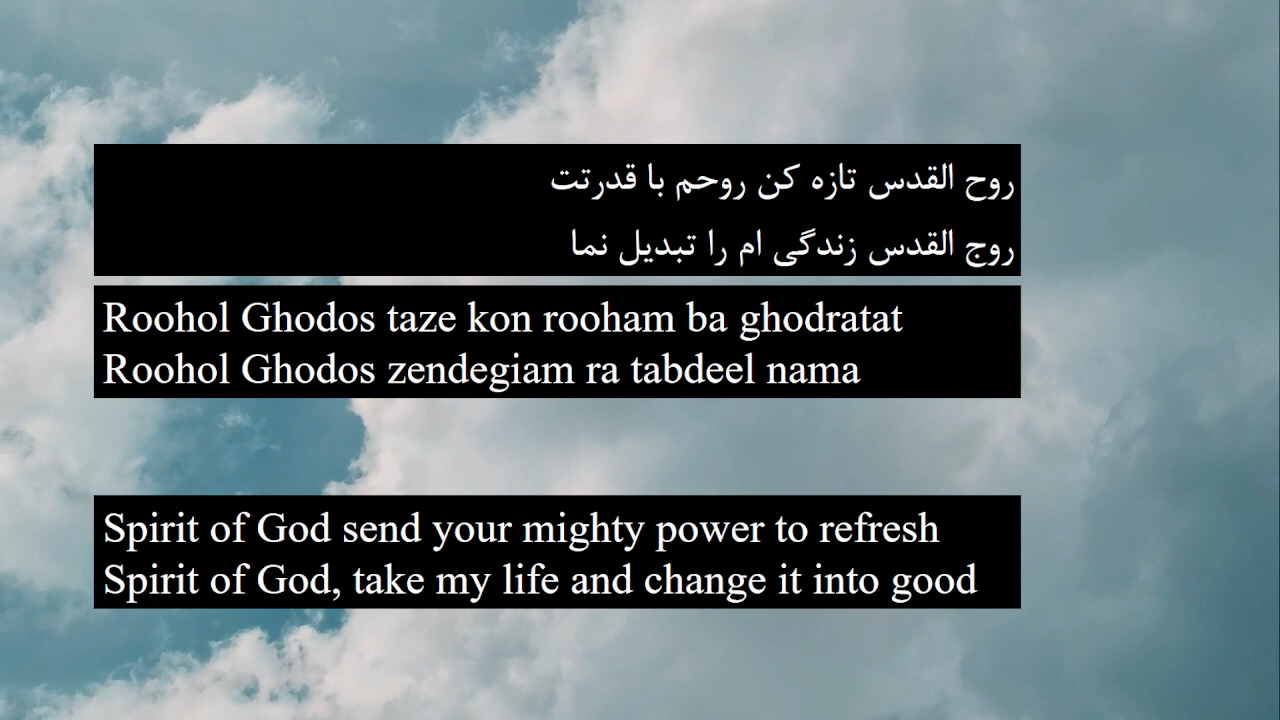 روح القدس تازه کن روحم با قدرتت
روج القدس زندگی ام را تبدیل نما
Roohol Ghodos taze kon rooham ba ghodratat
Roohol Ghodos zendegiam ra tabdeel nama
Spirit of God send your mighty power to refresh
Spirit of God, take my life and change it into good